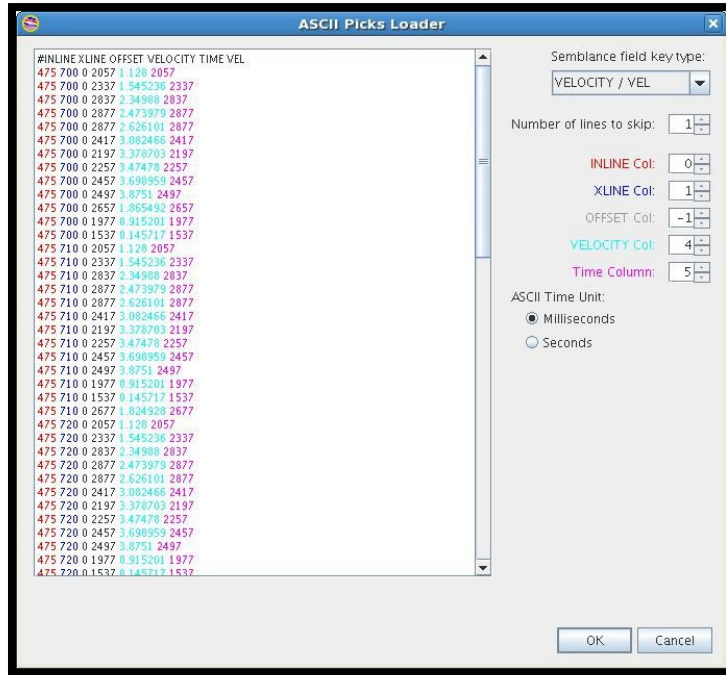 ASCII Picks Loader
#INLINE XLINE OFFSET VELOCITY TIME VEL
475 700 0 2057 1.128 2057
475 700 0 2337 1.545236 2337
475 700 0 2837 2.34988 2837
475 700 0 2877 2.473979 2877
475 700 0 2877 2.626101 2877
475 700 0 2417 3.082466 2417
475 700 0 2197 3.378703 2197
475 700 0 2257 3.47478 2257
475 700 0 2457 3.698959 2457
475 700 0 2497 3.8751 2497
475 700 0 2657 1.865492 2657
475 700 0 1977 0.915201 1977
475 700 0 1537 0.145717 1537
475 710 0 2057 1.128 2057
475 710 0 2337 1.545236 2337
475 710 0 2837 2.34988 2837
475 710 0 2877 2.473979 2877
475 710 0 2877 2.626101 2877
475 710 0 2417 3.082466 2417
475 710 0 2197 3.378703 2197
475 710 0 2257 3.47478 2257
475 710 0 2457 3.698959 2457
475 710 0 2497 3.8751 2497
475 710 0 1977 0.915201 1977
475 710 0 1537 0.145717 1537
475 710 0 2677 1.824928 2677
475 720 0 2057 1.128 2057
475 720 0 2337 1.545236 2337
475 720 0 2837 2.34988 2837
475 720 0 2877 2.473979 2877
475 720 0 2877 2.626101 2877
475 720 0 2417 3.082466 2417
475 720 0 2197 3.378703 2197
475 720 0 2257 3.47478 2257
475 720 0 2457 3.698959 2457
475 720 0 2497 3.8751 2497
475 720 0 1977 0.915201 1977
475 720 0 1537 0.145717 1537
Semblance field key type:
VELOCITY / VEL
Number of lines to skip: 1
INLINE Col: 0
XLINE Col: 1
OFFSET Col: -1
VELOCITY Col: 4
Time Column: 5
ASCII Time Unit:
Milliseconds
Seconds
OK Cancel